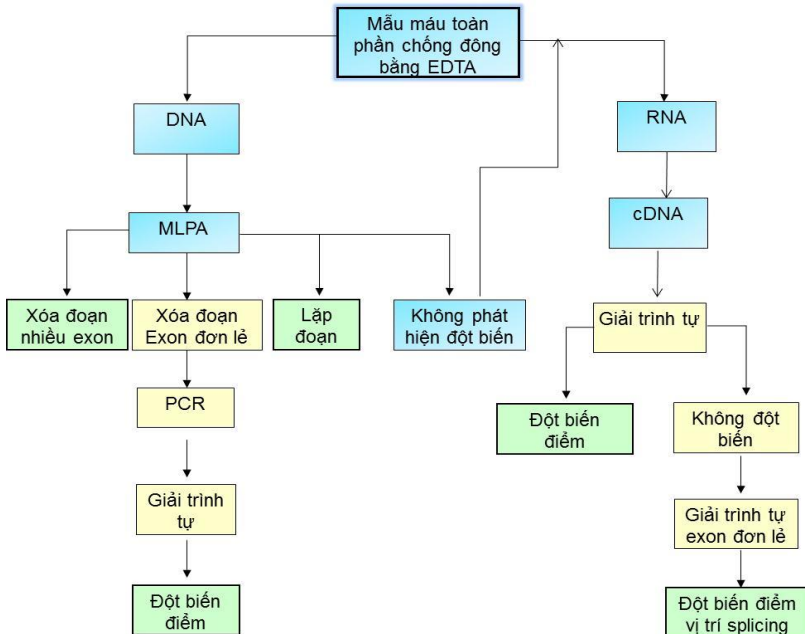 Mẫu máu toàn
phần chống đông
bằng EDTA
DNA
RNA
MLPA
cDNA
Xóa đoạn
nhiều exon
Xóa đoạn
Exon đơn lẻ
Lặp
đoạn
Không phát
hiện đột biến
Giải trình tự
PCR
Đột biến
điểm
Không đột
biến
Giải trình
tự
Giải trình tự
exon đơn lẻ
Đột biến
điểm
Đột biến điểm
vị trí splicing